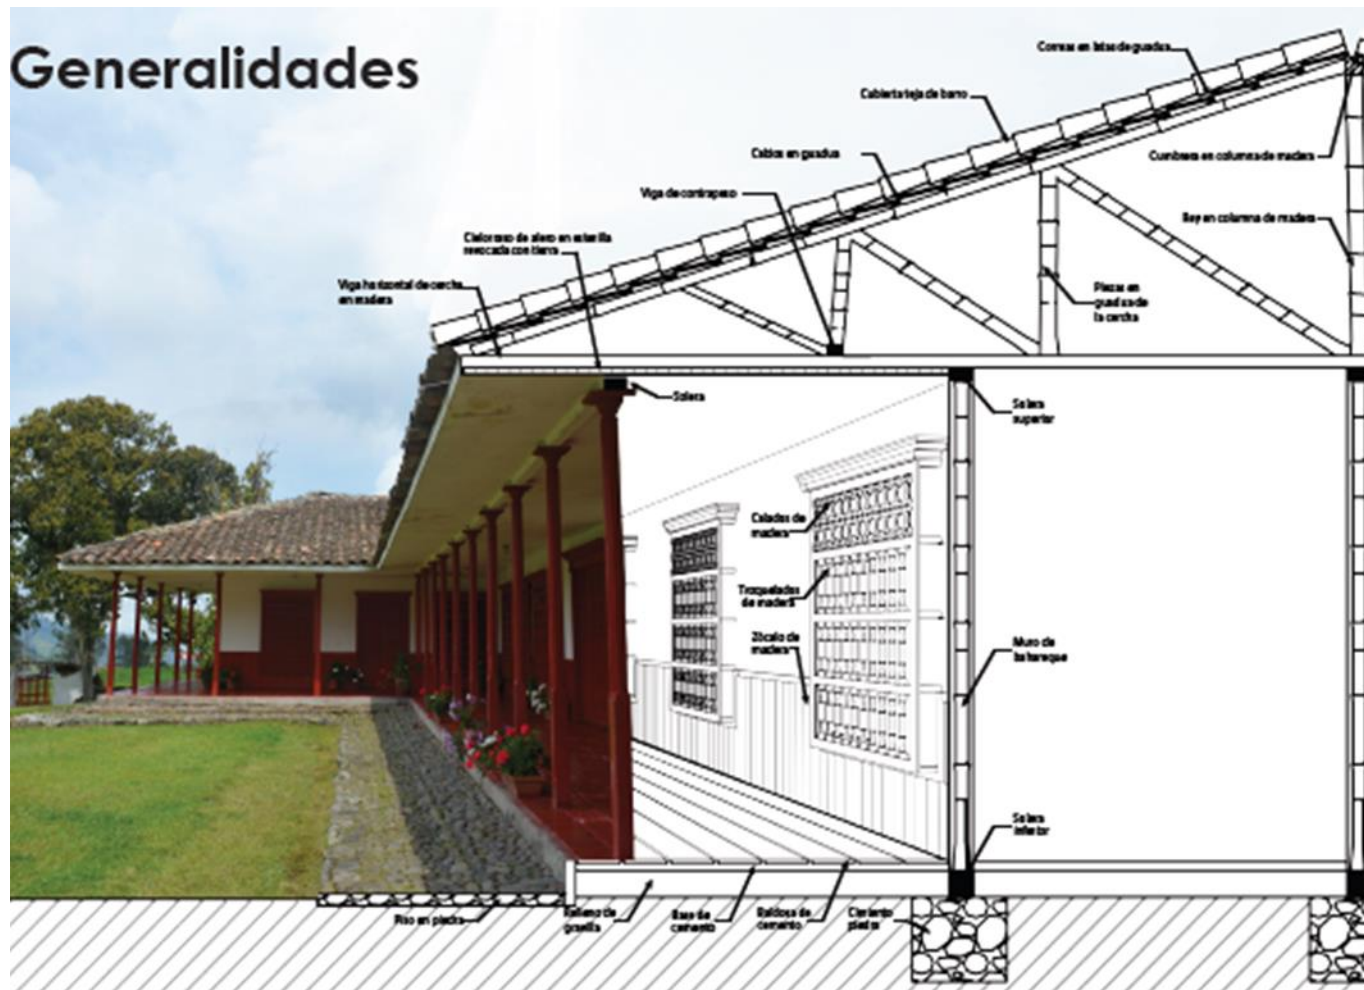 Generalidades
Correas en latas de guadua
Cubierta teja de barro
Cabios en guadua
Cumbrera en columna de madera
Viga de contrapeso
Rey en columna de madera
Cieloraso de alero en esterilla
revocada con tierra
Viga horizontal de cercha
en madera
Piezas en
guadua de
la cercha
Solera
Solera
superior
Calados de
madera
Troquelados
de madera
Zócalo de
madera
Muro de
bahareque
Solera
inferior
Piso en piedra
Relleno de
gravilla
Base de
cemento
Baldosa de
cemento
Cimiento
piedra